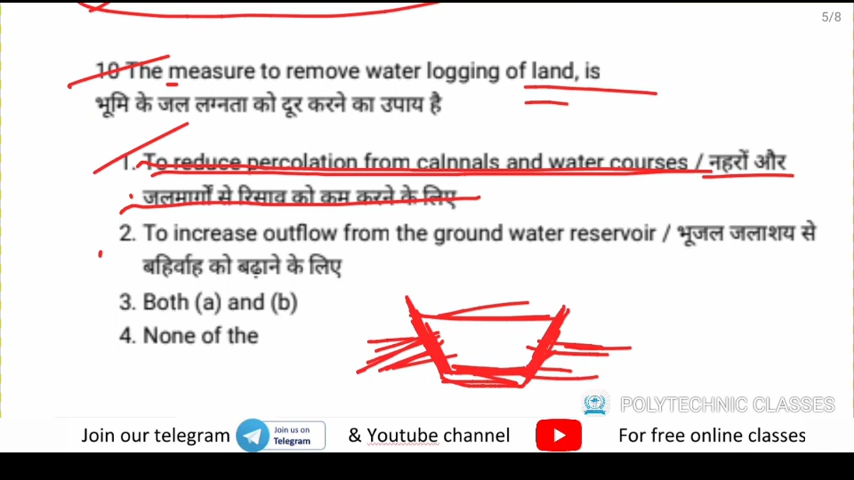 5/8
10 The measure to remove water logging of land, is
भूमि के जल लग्नता को दूर करने का उपाय है
1. To reduce percolation from calnnals and water courses / नहरों और
जलमार्गों से रिसाव को कम करने के लिए
2. To increase outflow from the ground water reservoir / भूजल जलाशय से
बहिर्वाह को बढ़ाने के लिए
3. Both (a) and (b)
4. None of the
POLYTECHNIC CLASSES
Join our telegram Join us on Telegram & Youtube channel For free online classes